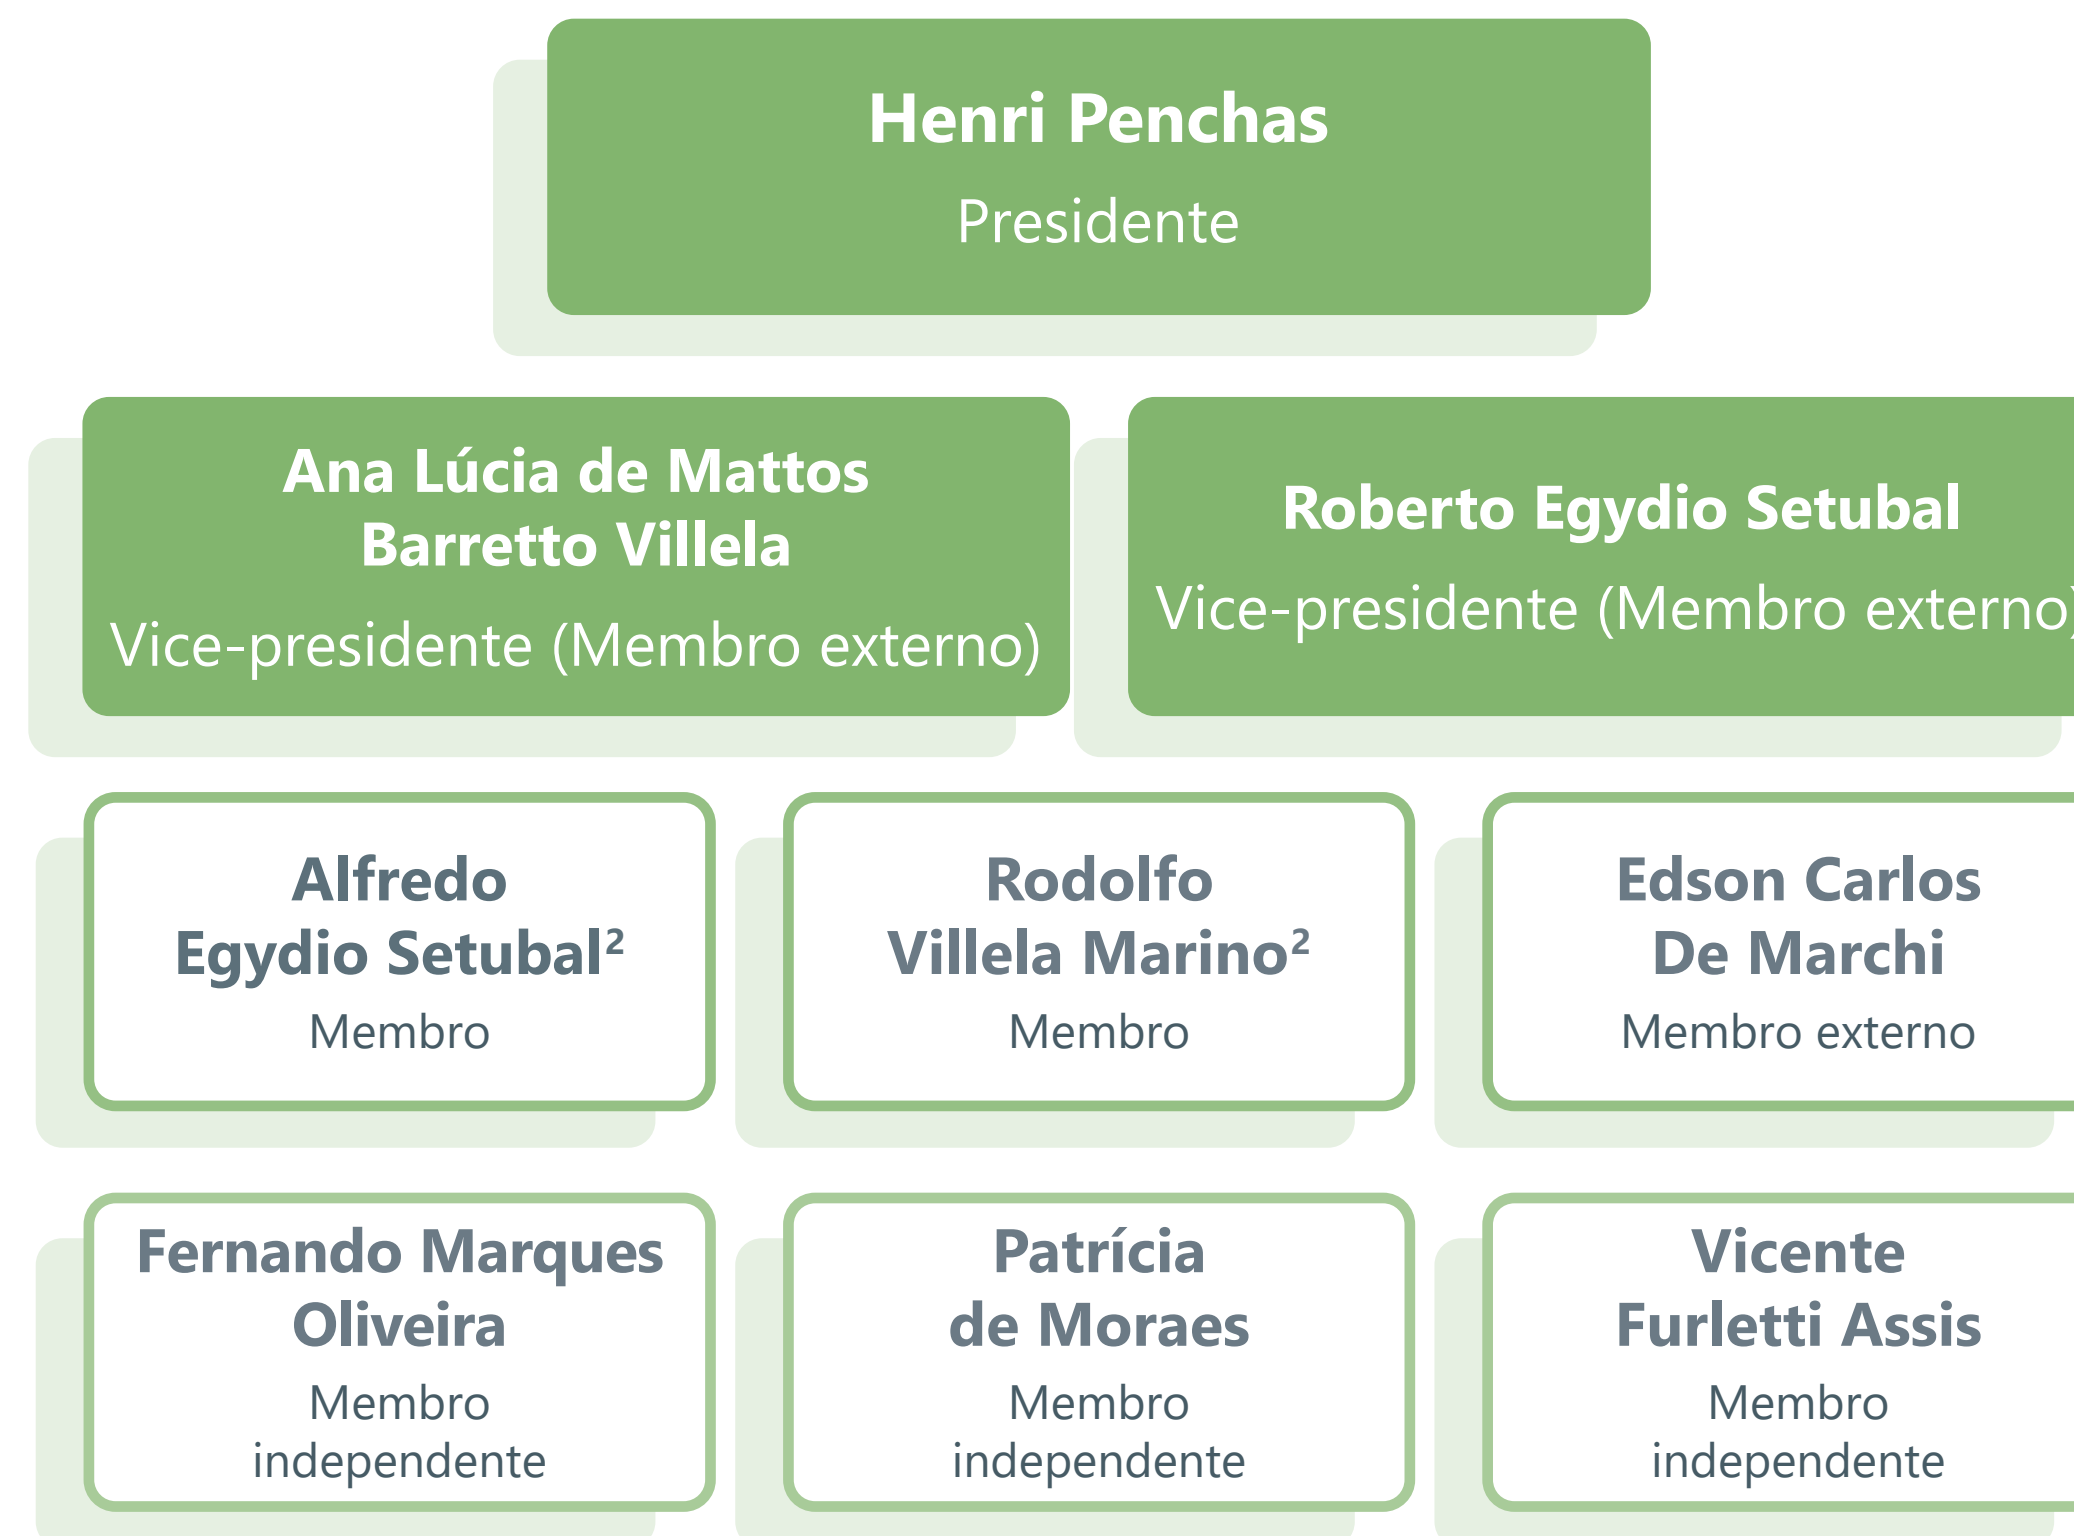 Henri Penchas
Presidente
Ana Lúcia de Mattos
Barretto Villela
Vice-presidente (Membro externo)
Roberto Egydio Setubal
Vice-presidente (Membro externo)
Alfredo
Egydio Setubal²
Membro
Rodolfo
Villela Marino²
Membro
Edson Carlos
De Marchi
Membro externo
Fernando Marques
Oliveira
Membro
independente
Patrícia
de Moraes
Membro
independente
Vicente
Furletti Assis
Membro
independente